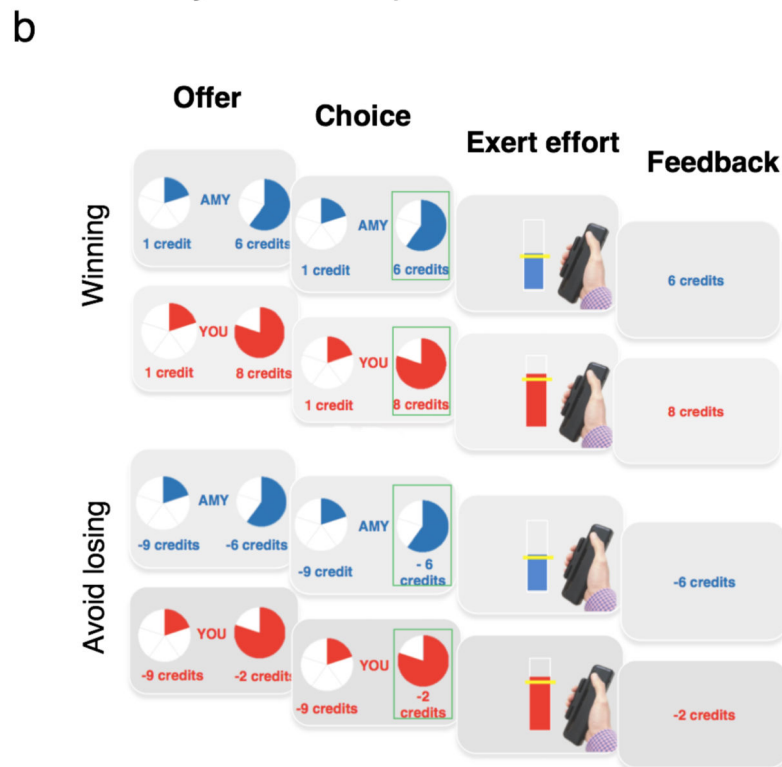 b
Offer
Choice
Exert effort
Feedback
Winning
AMY
1 credit
6 credits
AMY
1 credit
6 credits
6 credits
YOU
1 credit
8 credits
YOU
1 credit
8 credits
8 credits
Avoid losing
AMY
-9 credits
-6 credits
AMY
-9 credit
- 6
credits
-6 credits
YOU
-9 credits
-2 credits
YOU
-9 credits
-2
credits
-2 credits